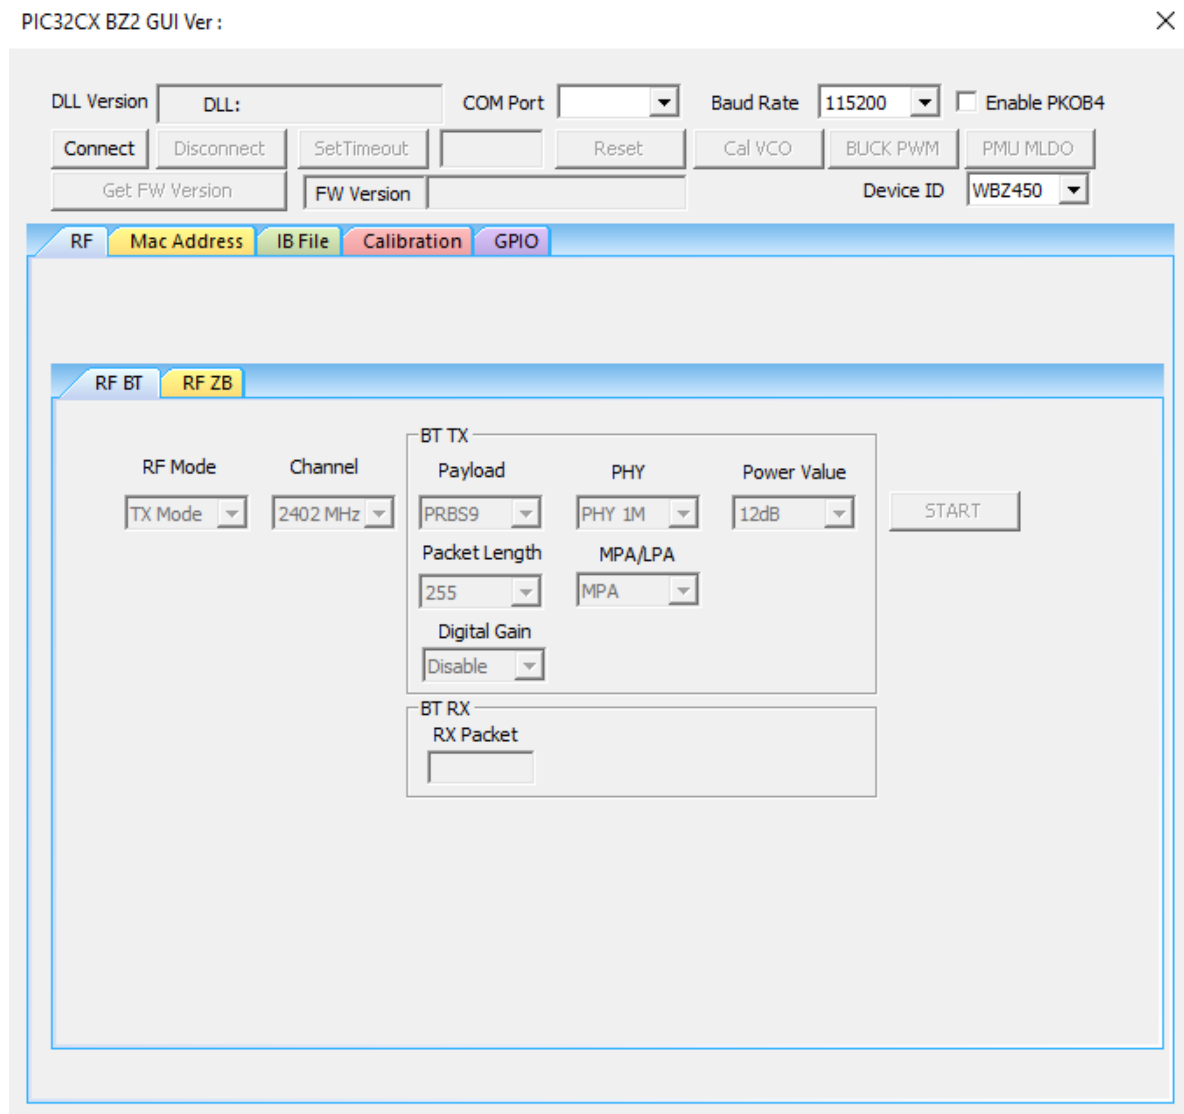 PIC32CX BZ2 GUI Ver :
DLL Version DLL: COM Port Baud Rate 115200 Enable PKOB4
Connect Disconnect SetTimeout Reset Cal VCO BUCK PWM PMU MLDO
Get FW Version FW Version Device ID WBZ450
RF Mac Address IB File Calibration GPIO
RF BT RF ZB
BT TX
RF Mode Channel Payload PHY Power Value
TX Mode 2402 MHz PRBS9 PHY 1M 12dB START
Packet Length MPA/LPA
255 MPA
Digital Gain
Disable
BT RX
RX Packet